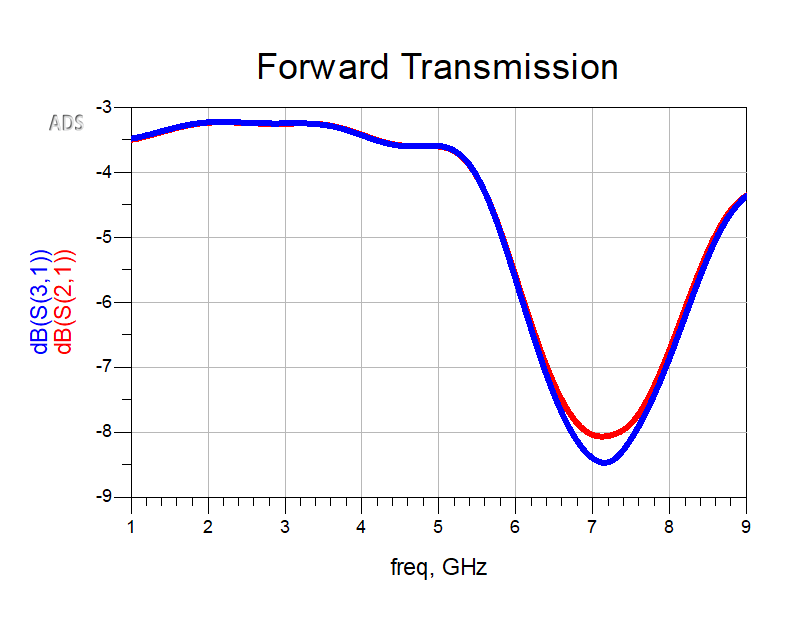 Forward Transmission
ADS
dB(S(3,1))
dB(S(2,1))
-3
-4
-5
-6
-7
-8
-9
1 2 3 4 5 6 7 8 9
freq, GHz